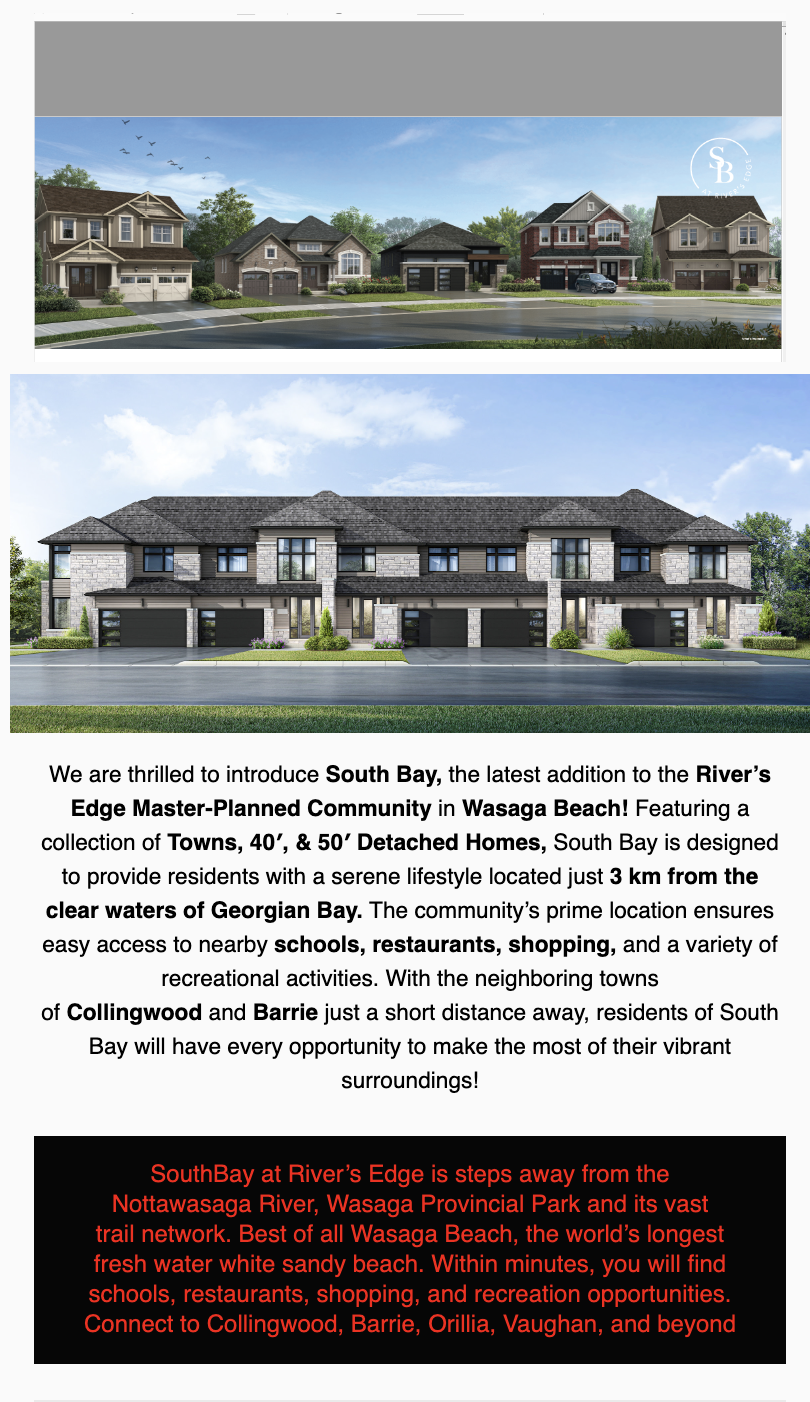 SB
AT RIVER'S EDGE
We are thrilled to introduce South Bay, the latest addition to the River’s
Edge Master-Planned Community in Wasaga Beach! Featuring a
collection of Towns, 40′, & 50′ Detached Homes, South Bay is designed
to provide residents with a serene lifestyle located just 3 km from the
clear waters of Georgian Bay. The community’s prime location ensures
easy access to nearby schools, restaurants, shopping, and a variety of
recreational activities. With the neighboring towns
of Collingwood and Barrie just a short distance away, residents of South
Bay will have every opportunity to make the most of their vibrant
surroundings!
SouthBay at River’s Edge is steps away from the
Nottawasaga River, Wasaga Provincial Park and its vast
trail network. Best of all Wasaga Beach, the world’s longest
fresh water white sandy beach. Within minutes, you will find
schools, restaurants, shopping, and recreation opportunities.
Connect to Collingwood, Barrie, Orillia, Vaughan, and beyond